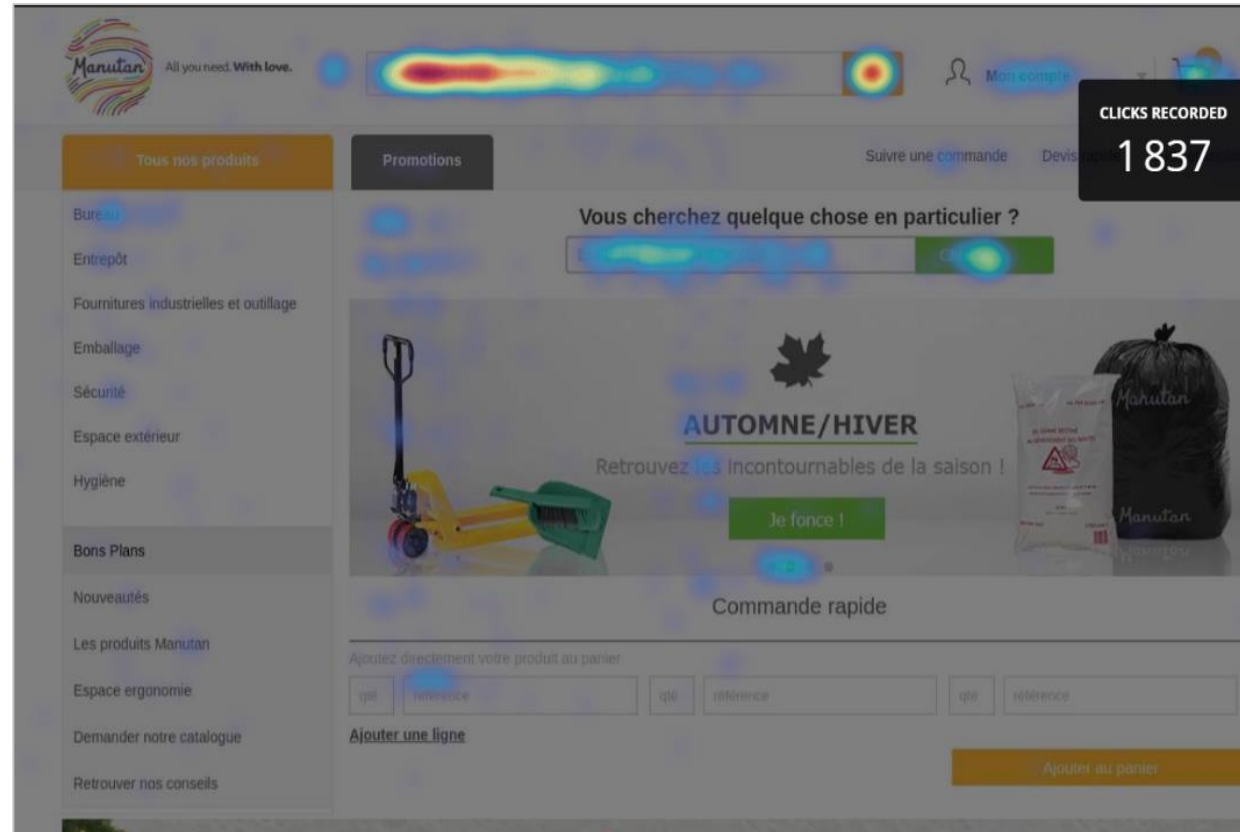 Manutan
All you need. With love.
Mon compte
CLICKS RECORDED
1 837
Tous nos produits
Promotions
Suivre une commande
Devis
Bureau
Entrepôt
Fournitures industrielles et outillage
Emballage
Sécurité
Espace extérieur
Hygiène
Bons Plans
Nouveautés
Les produits Manutan
Espace ergonomie
Demander notre catalogue
Retrouver nos conseils
Vous cherchez quelque chose en particulier ?
AUTOMNE/HIVER
Retrouvez les incontournables de la saison !
Je fonce !
Manutan
Manutan
Commande rapide
Ajoutez directement votre produit au panier
qté
référence
qté
référence
qté
référence
Ajouter une ligne
Ajouter au panier